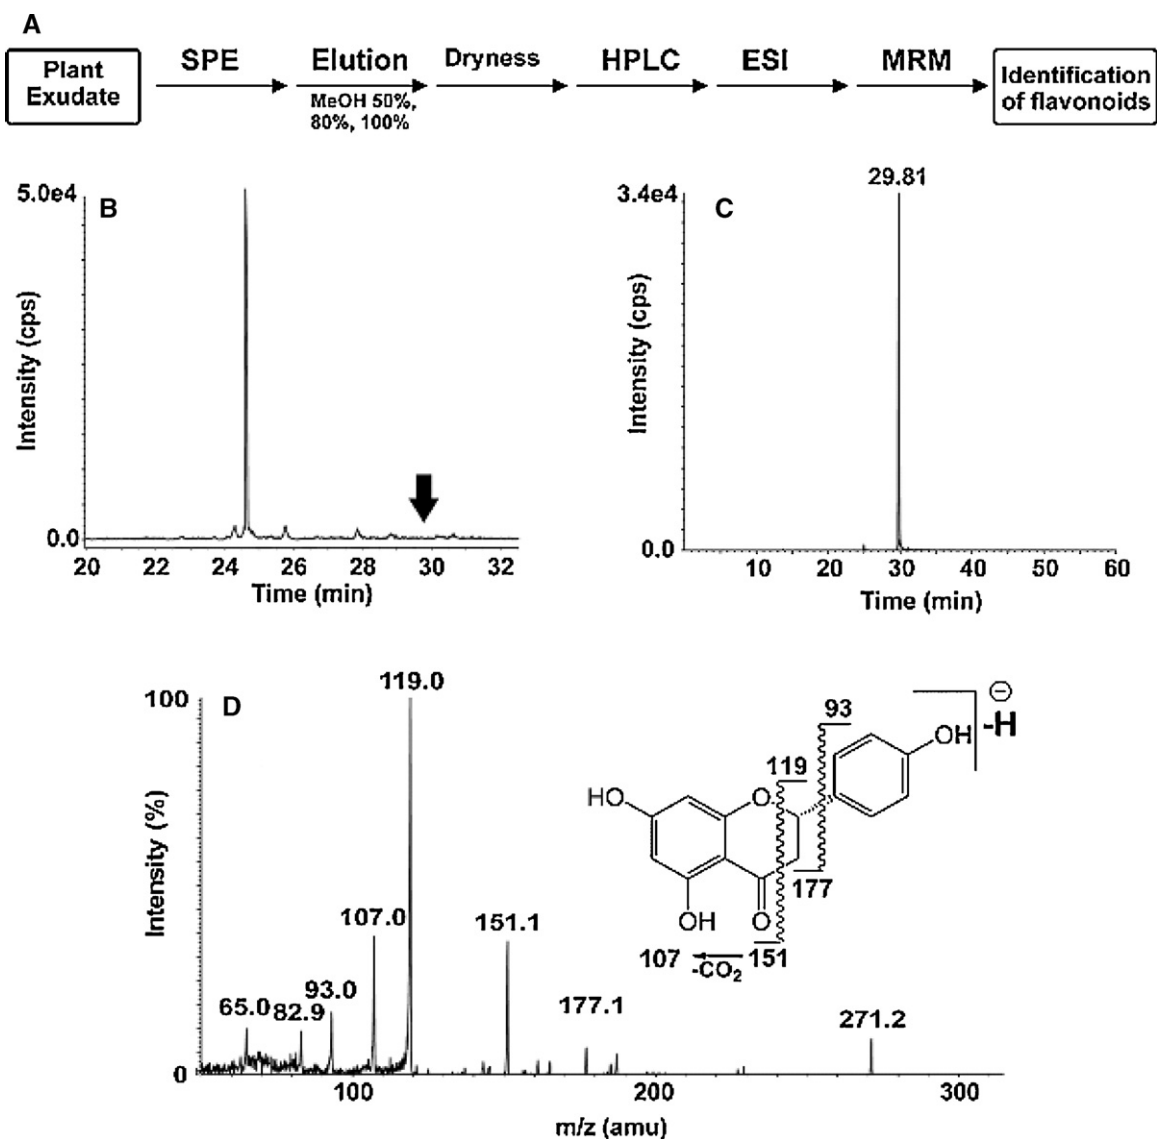 A
Plant
Exudate
SPE
Elution
MeOH 50%,
80%, 100%
Dryness
HPLC
ESI
MRM
Identification
of flavonoids
B
5.0e4
0.0
Intensity (cps)
20 22 24 26 28 30 32
Time (min)
C
3.4e4
29.81
0.0
Intensity (cps)
10 20 30 40 50 60
Time (min)
D
100
0
Intensity (%)
65.0
82.9
93.0
107.0
119.0
151.1
177.1
271.2
100 200 300
m/z (amu)
93
119
HO
O
OH
-H
⊖
177
OH
O
107
-CO₂
151